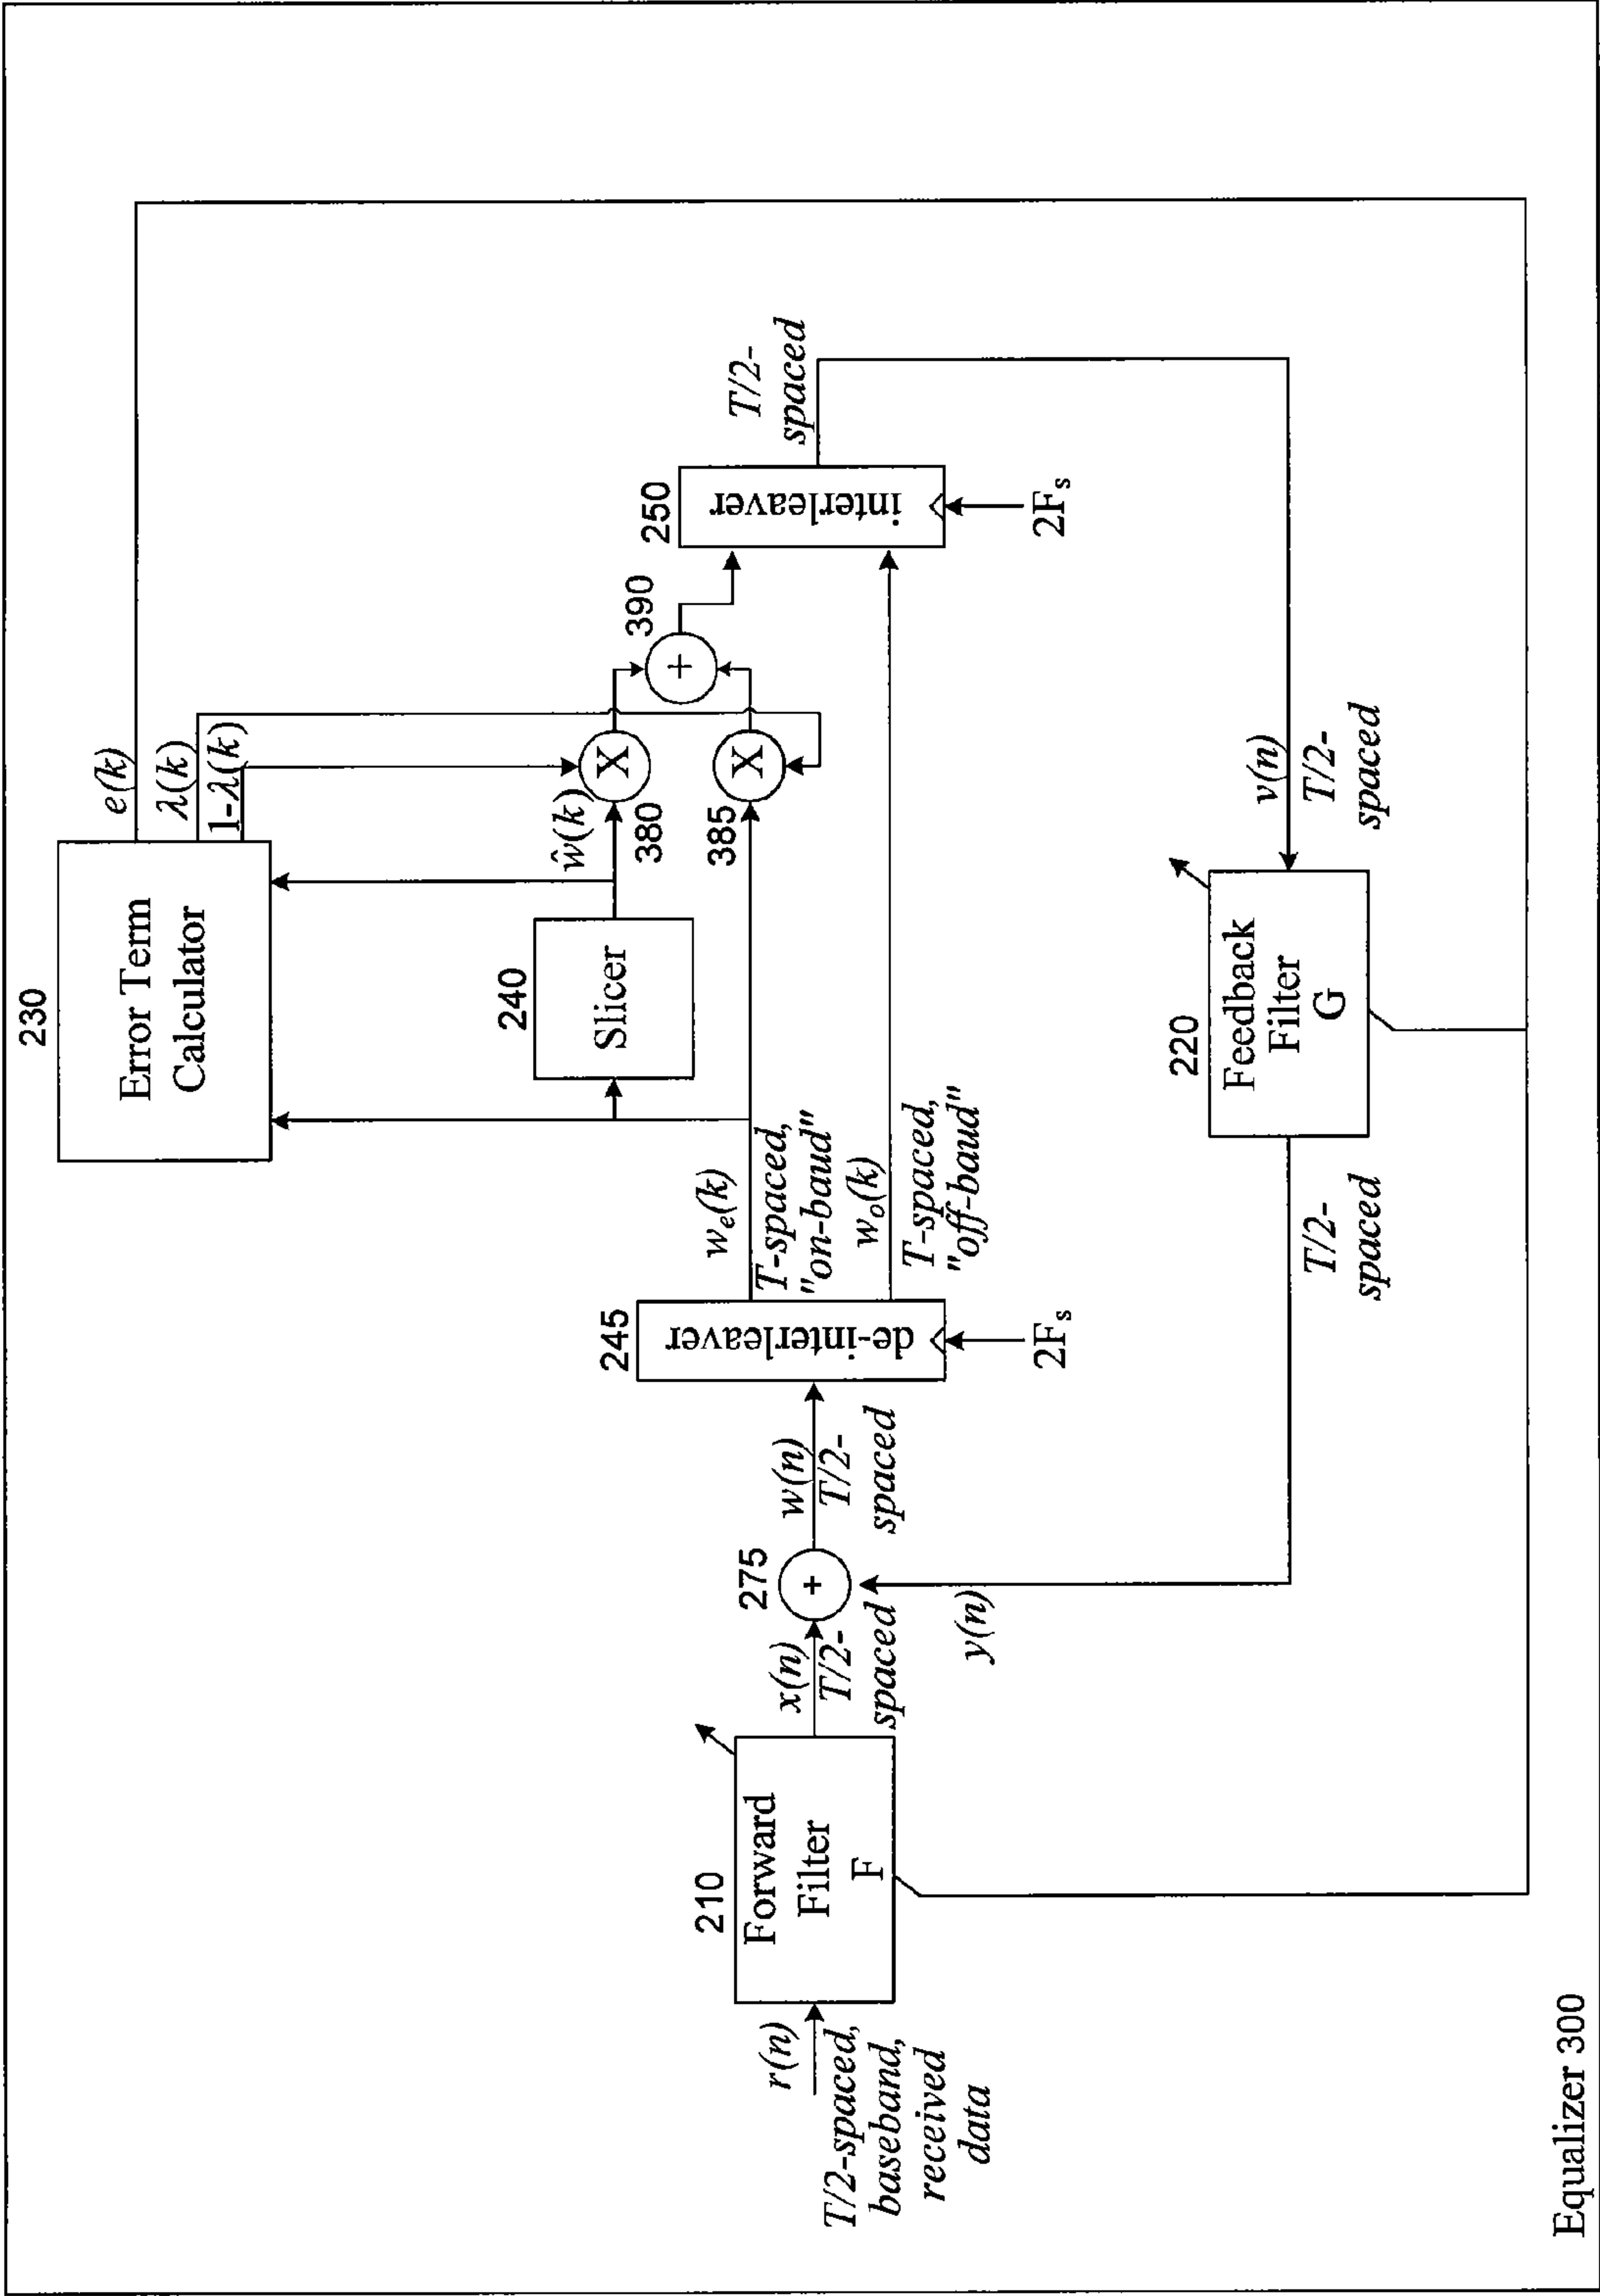 230
Error Term
Calculator
e(k)
λ(k)
1-λ(k)
240
Slicer
ŵ(k)
380
385
X
X
390
+
250
interleaver
2Fs
T/2-
spaced
we(k)
T-spaced,
"on-baud"
wo(k)
T-spaced,
"off-baud"
245
de-interleaver
2Fs
w(n)
T/2-
spaced
275
+
x(n)
T/2-
spaced
y(n)
210
Forward
Filter
F
r(n)
T/2-spaced,
baseband,
received
data
220
Feedback
Filter
G
v(n)
T/2-
spaced
T/2-
spaced
Equalizer 300